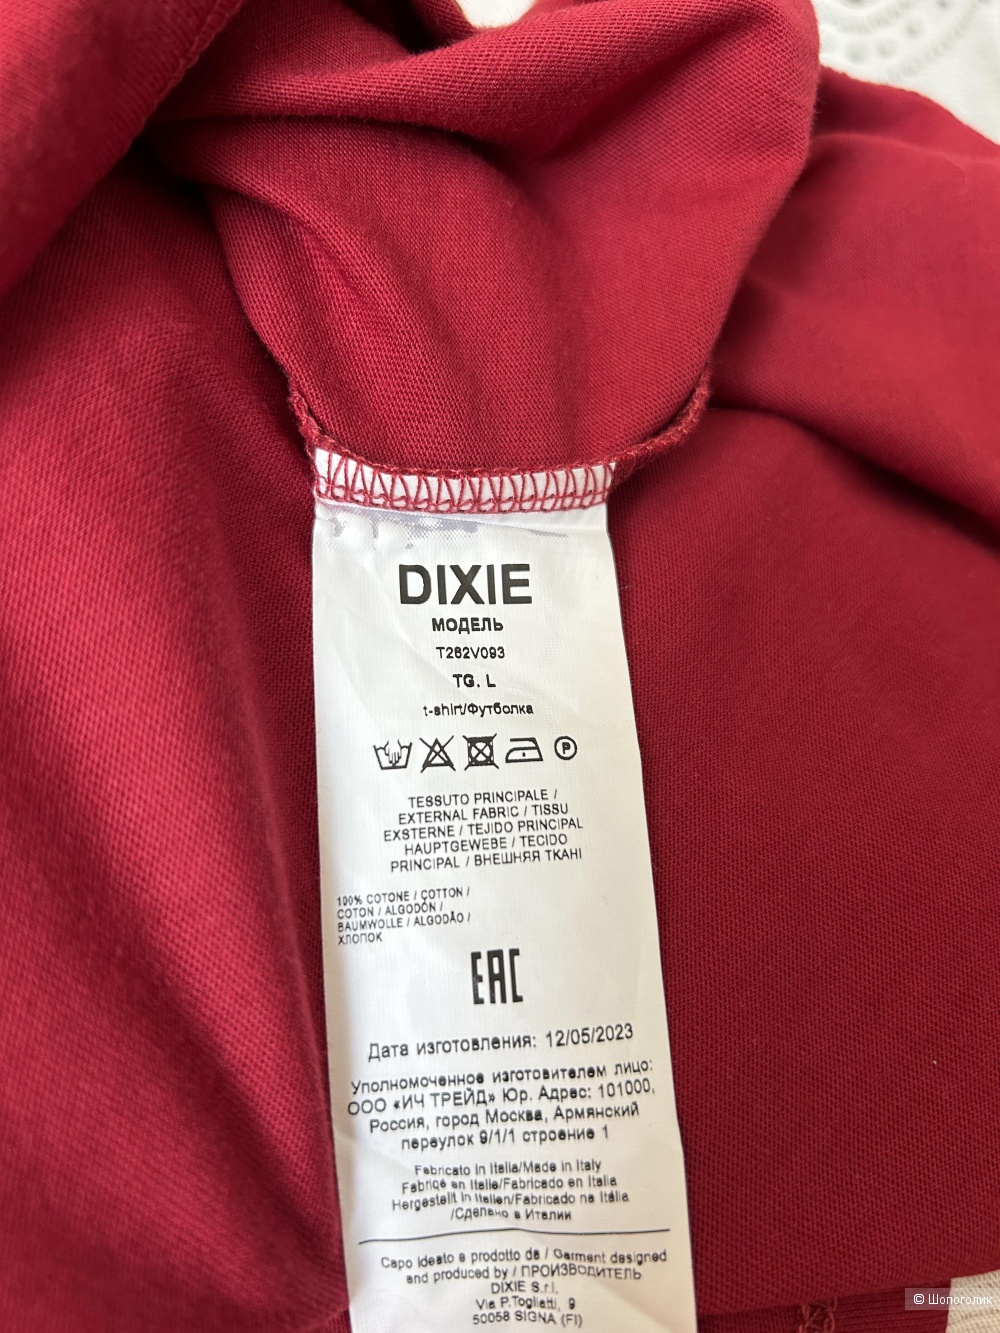 DIXIE
МОДЕЛЬ
T262V093
TG. L
t-shirt/Футболка
P
TESSUTO PRINCIPALE /
EXTERNAL FABRIC / TISSU
EXSTERNE / TEJIDO PRINCIPAL
HAUPTGEWEBE / TECIDO
PRINCIPAL / ВНЕШНЯЯ ТКАНІ
100% COTONE / COTTON /
COTON / ALGODÓN /
BAUMWOLLE / ALGODÃO /
ХЛОПОК
EAC
Дата изготовления: 12/05/2023
Уполномоченное изготовителем лицо:
ООО «ИЧ ТРЕЙД» Юр. Адрес: 101000,
Россия, город Москва, Армянский
переулок 9/1/1 строение 1
Fabricato in Italia/Made in Italy
Fabriqé en Italie/Fabricado en Italia
Hergestellt in Italien/Fabricado na Itália
/Сделано в Италии
Capo ideato e prodotto da / Garment designed
and produced by / ПРОИЗВОДИТЕЛЬ
DIXIE S.r.l.
Via P.Togliatti, 9
50058 SIGNA (FI)
© Шопоголик